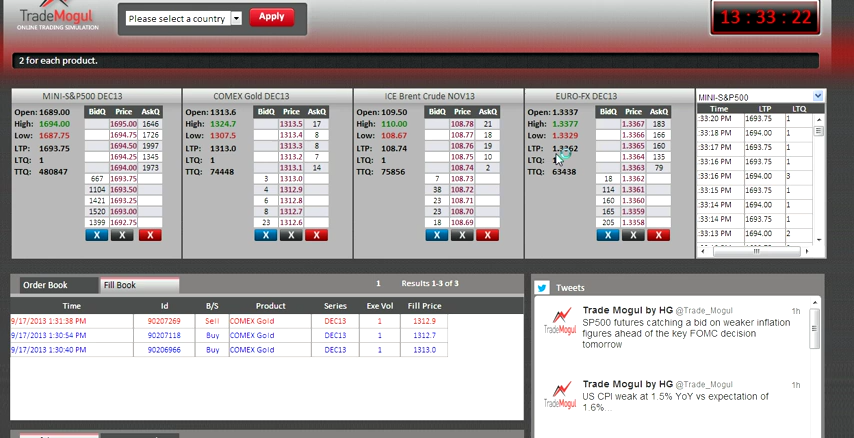 TradeMogul
ONLINE TRADING SIMULATION
Please select a country
Apply
13:33:22
2 for each product.
MINI-S&P500 DEC13
Open: 1689.00
High: 1694.00
Low: 1687.75
LTP: 1693.75
LTQ: 1
TTQ: 480847
BidQ Price AskQ
1695.00 1646
1694.75 1726
1694.50 1997
1694.25 1345
1694.00 1973
667 1693.75
1104 1693.50
1421 1693.25
1520 1693.00
1399 1692.75
X X X
COMEX Gold DEC13
Open: 1313.6
High: 1324.7
Low: 1307.5
LTP: 1313.0
LTQ: 1
TTQ: 74448
BidQ Price AskQ
1313.5 17
1313.4 8
1313.3 8
1313.2 7
1313.1 14
3 1313.0
4 1312.9
6 1312.8
8 1312.7
23 1312.6
X X X
ICE Brent Crude NOV13
Open: 109.50
High: 110.00
Low: 108.67
LTP: 108.74
LTQ: 1
TTQ: 75856
BidQ Price AskQ
108.78 21
108.77 18
108.76 19
108.75 10
108.74 2
7 108.73
38 108.72
23 108.71
23 108.70
18 108.69
X X X
EURO-FX DEC13
Open: 1.3337
High: 1.3377
Low: 1.3329
LTP:
LTQ:
TTQ: 63438
BidQ Price AskQ
1.3367 183
1.3366 166
1.3365 160
1.3364 135
1.3363 79
18 1.3362
114 1.3361
160 1.3360
165 1.3359
205 1.3358
X X X
MINI-S&P500
Time LTP LTQ
:33:20 PM 1693.75 1
:33:18 PM 1694.00 1
:33:17 PM 1693.75 1
:33:16 PM 1693.75 1
:33:16 PM 1694.00 3
:33:15 PM 1693.75 1
:33:14 PM 1694.00 1
:33:14 PM 1693.75 1
:33:13 PM 1694.00 2
:33:13 PM 1693.75 1
Order Book Fill Book 1 Results 1-3 of 3
Time Id B/S Product Series Exe Vol Fill Price
9/17/2013 1:31:38 PM 90207269 Sell COMEX Gold DEC13 1 1312.9
9/17/2013 1:30:54 PM 90207118 Buy COMEX Gold DEC13 1 1312.7
9/17/2013 1:30:40 PM 90206966 Buy COMEX Gold DEC13 1 1313.0
Tweets
TradeMogul
Trade Mogul by HG @Trade_Mogul 1h
SP500 futures catching a bid on weaker inflation
figures ahead of the key FOMC decision
tomorrow
TradeMogul
Trade Mogul by HG @Trade_Mogul 1h
US CPI weak at 1.5% YoY vs expectation of
1.6%...